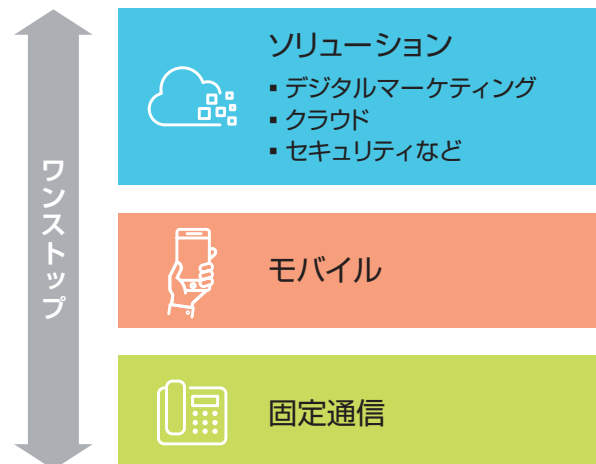 ワンストップ
ソリューション
▪ デジタルマーケティング
▪ クラウド
▪ セキュリティなど
モバイル
固定通信